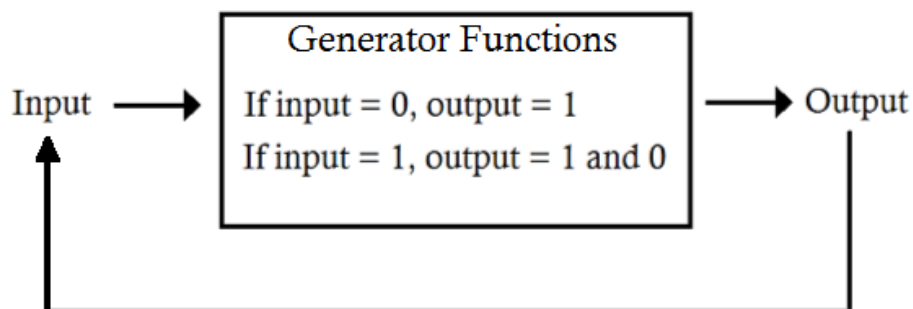 Generator Functions
Input
If input = 0, output = 1
Output
If input = 1, output = 1 and 0